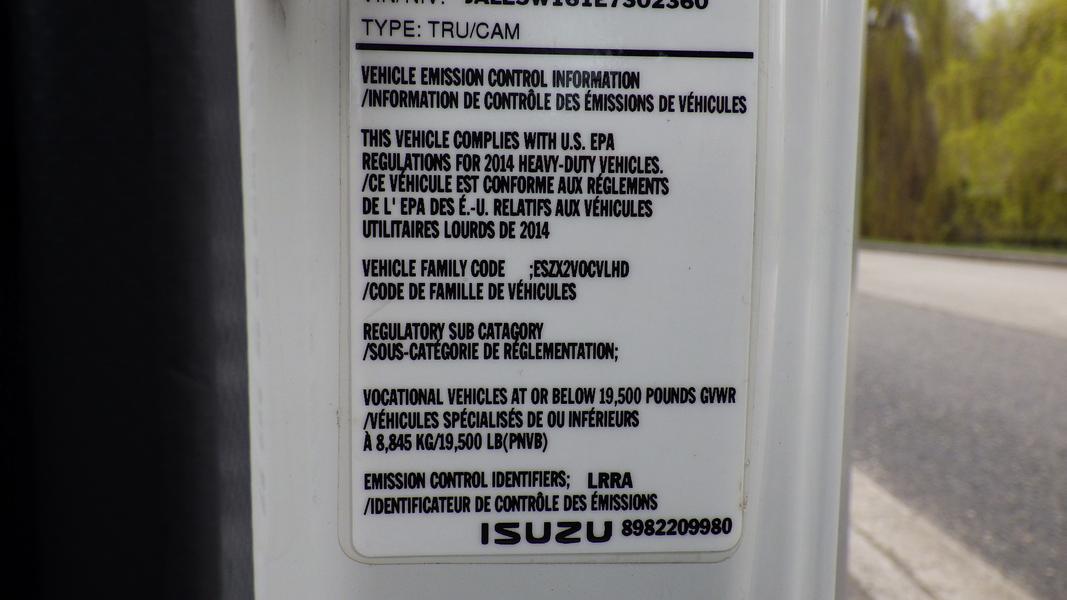 TYPE: TRU/CAM
VEHICLE EMISSION CONTROL INFORMATION
/INFORMATION DE CONTRÔLE DES ÉMISSIONS DE VÉHICULES
THIS VEHICLE COMPLIES WITH U.S. EPA
REGULATIONS FOR 2014 HEAVY-DUTY VEHICLES.
/CE VÉHICULE EST CONFORME AUX RÉGLEMENTS
DE L' EPA DES É.-U. RELATIFS AUX VÉHICULES
UTILITAIRES LOURDS DE 2014
VEHICLE FAMILY CODE ;ESZX2VOCVLHD
/CODE DE FAMILLE DE VÉHICULES
REGULATORY SUB CATAGORY
/SOUS-CATÉGORIE DE RÉGLEMENTATION;
VOCATIONAL VEHICLES AT OR BELOW 19,500 POUNDS GVWR
/VÉHICULES SPÉCIALISÉS DE OU INFÉRIEURS
À 8,845 KG/19,500 LB(PNVB)
EMISSION CONTROL IDENTIFIERS; LRRA
/IDENTIFICATEUR DE CONTRÔLE DES ÉMISSIONS
ISUZU 8982209980